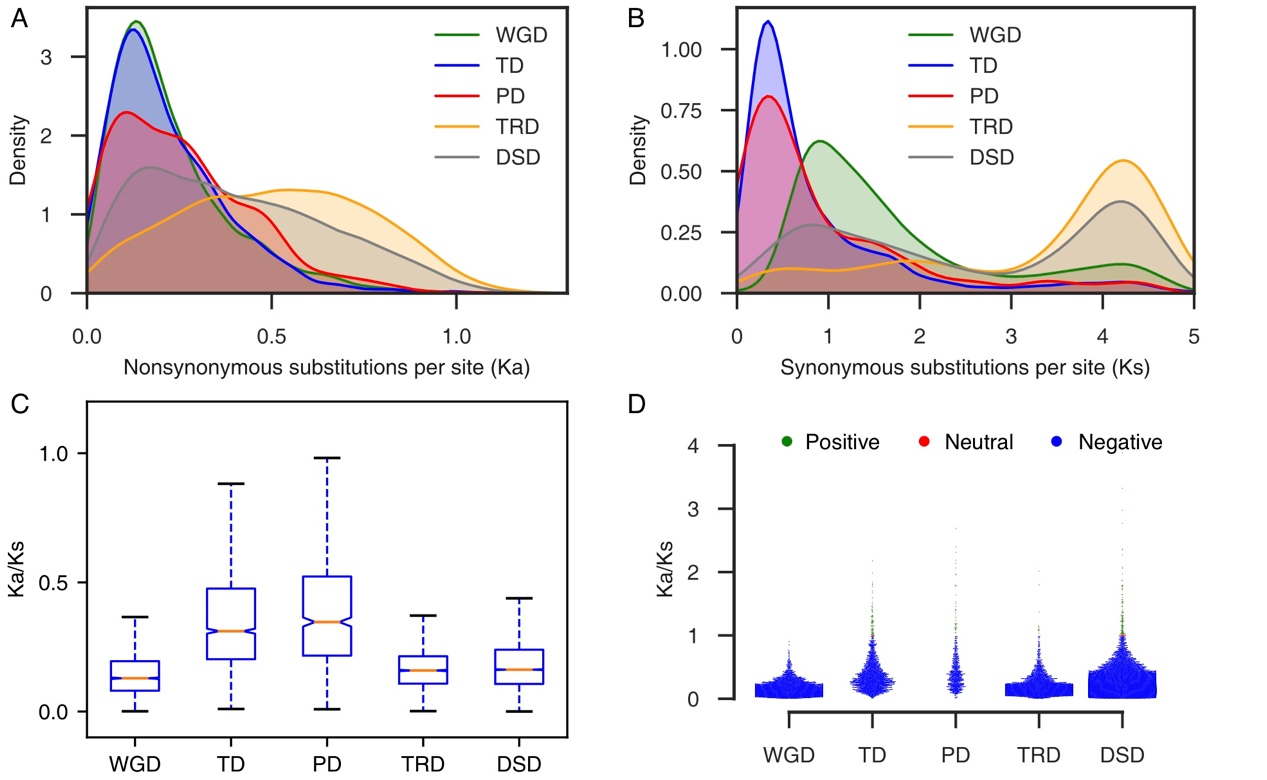 A
WGD
TD
PD
TRD
DSD
3
2
1
0
Density
0.0 0.5 1.0
Nonsynonymous substitutions per site (Ka)
B
WGD
TD
PD
TRD
DSD
1.00
0.75
0.50
0.25
0.00
Density
0 1 2 3 4 5
Synonymous substitutions per site (Ks)
C
1.0
0.5
0.0
Ka/Ks
WGD TD PD TRD DSD
D
Positive Neutral Negative
4
3
2
1
0
Ka/Ks
WGD TD PD TRD DSD